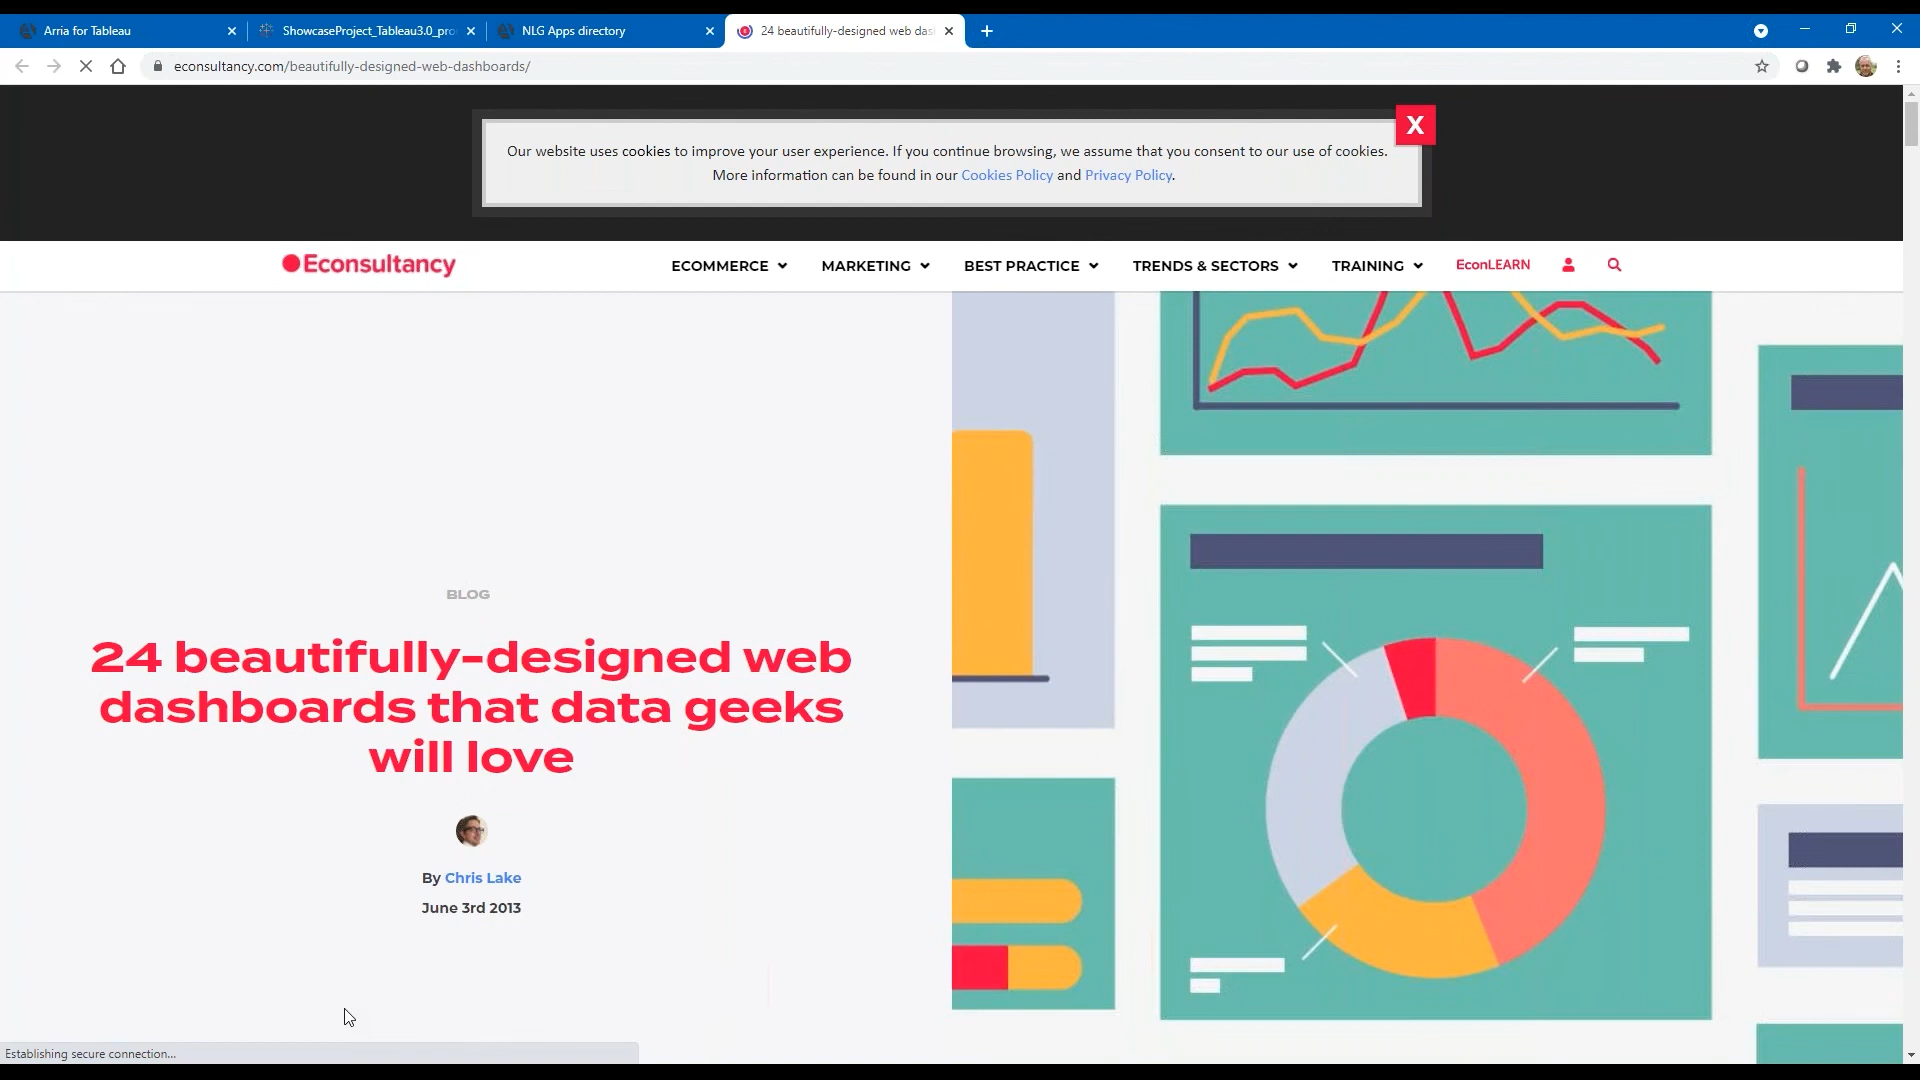 Arria for Tableau
ShowcaseProject_Tableau3.0_pro
NLG Apps directory
24 beautifully-designed web das
econsultancy.com/beautifully-designed-web-dashboards/
X
Our website uses cookies to improve your user experience. If you continue browsing, we assume that you consent to our use of cookies.
More information can be found in our Cookies Policy and Privacy Policy.
Econsultancy
ECOMMERCE
MARKETING
BEST PRACTICE
TRENDS & SECTORS
TRAINING
EconLEARN
BLOG
24 beautifully-designed web
dashboards that data geeks
will love
By Chris Lake
June 3rd 2013
Establishing secure connection...